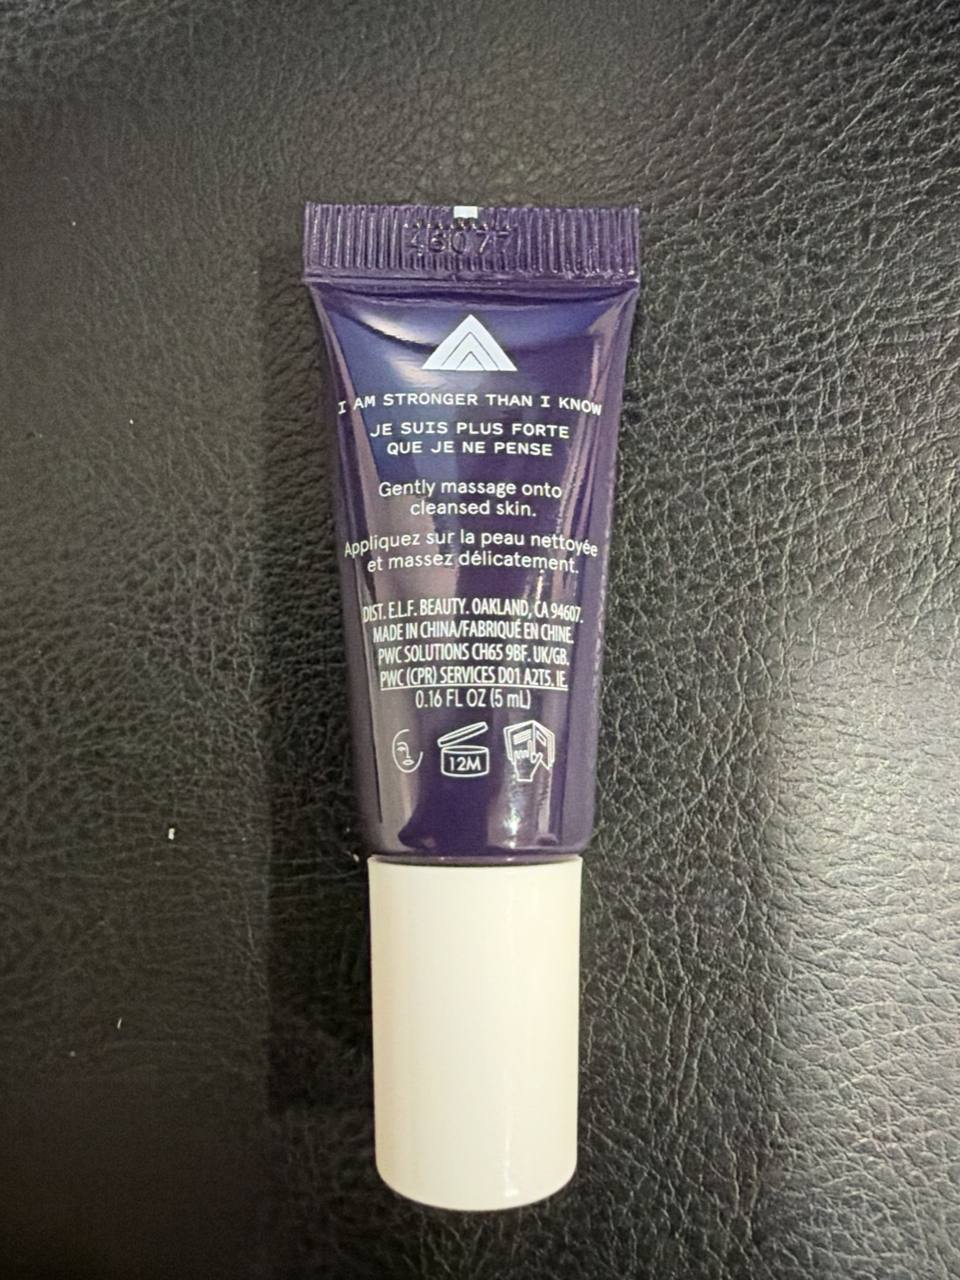 46077
I AM STRONGER THAN I KNOW
JE SUIS PLUS FORTE
QUE JE NE PENSE
Gently massage onto
cleansed skin.
Appliquez sur la peau nettoyée
et massez délicatement.
DIST. E.L.F. BEAUTY. OAKLAND, CA 94607.
MADE IN CHINA/FABRIQUÉ EN CHINE.
PWC SOLUTIONS CH65 9BF. UK/GB.
PWC (CPR) SERVICES D01 A2T5. IE.
0.16 FL OZ (5 mL)
12M